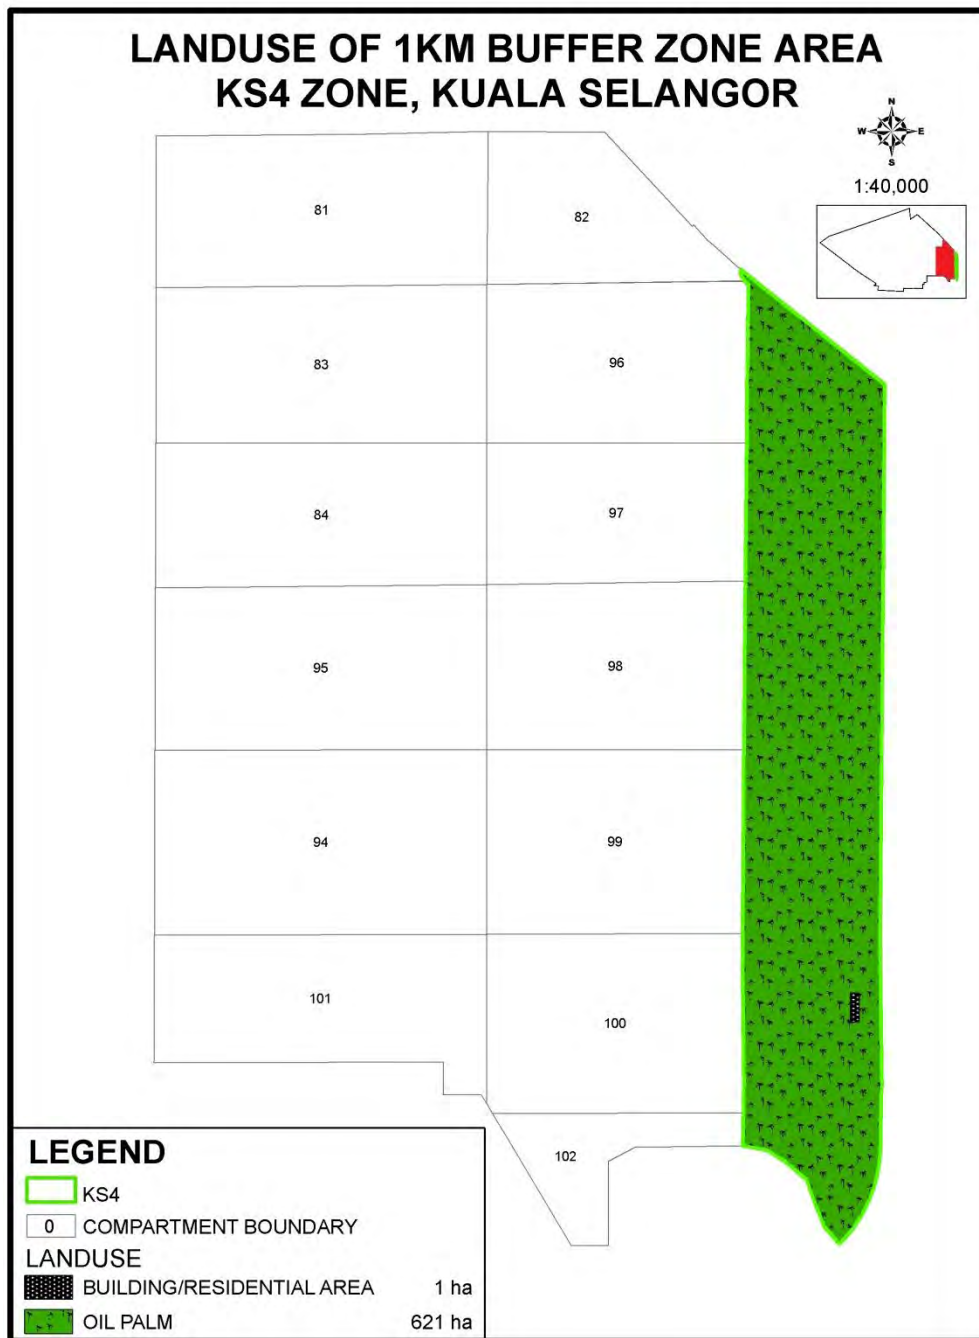 LANDUSE OF 1KM BUFFER ZONE AREA
KS4 ZONE, KUALA SELANGOR
N
W E
S
1:40,000
81
82
83
96
84
97
95
98
94
99
101
100
102
LEGEND
KS4
0 COMPARTMENT BOUNDARY
LANDUSE
BUILDING/RESIDENTIAL AREA 1 ha
OIL PALM 621 ha